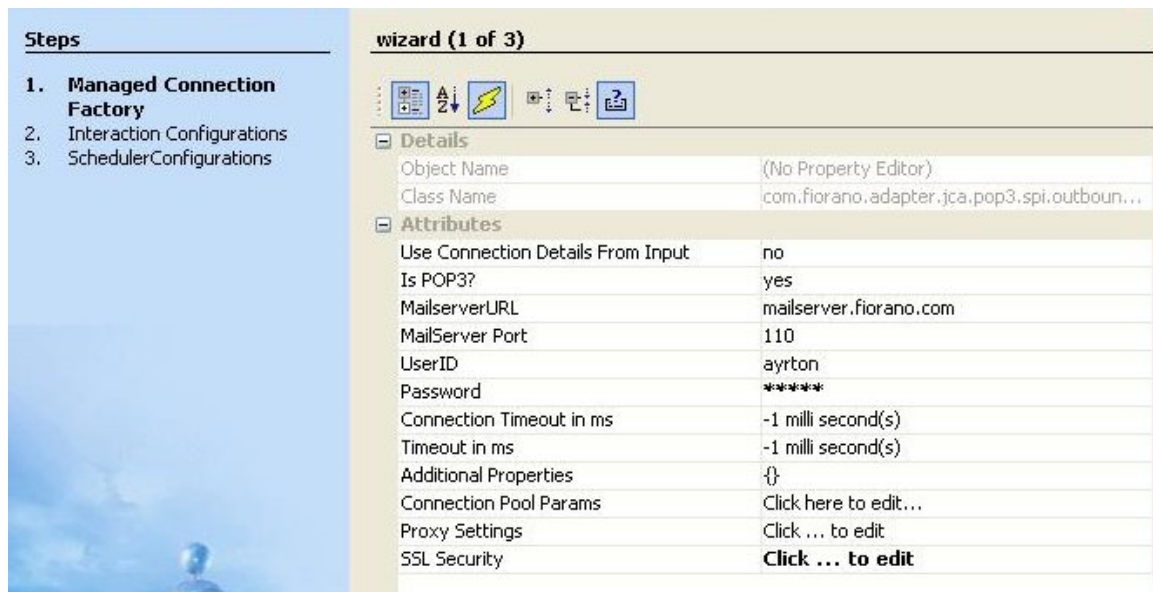 Steps
1. Managed Connection
Factory
2. Interaction Configurations
3. SchedulerConfigurations
wizard (1 of 3)
Details
Object Name (No Property Editor)
Class Name com.fiorano.adapter.jca.pop3.spi.outboun...
Attributes
Use Connection Details From Input no
Is POP3? yes
MailserverURL mailserver.fiorano.com
MailServer Port 110
UserID ayrton
Password *****
Connection Timeout in ms -1 milli second(s)
Timeout in ms -1 milli second(s)
Additional Properties -{}
Connection Pool Params Click here to edit...
Proxy Settings Click ... to edit
SSL Security Click ... to edit